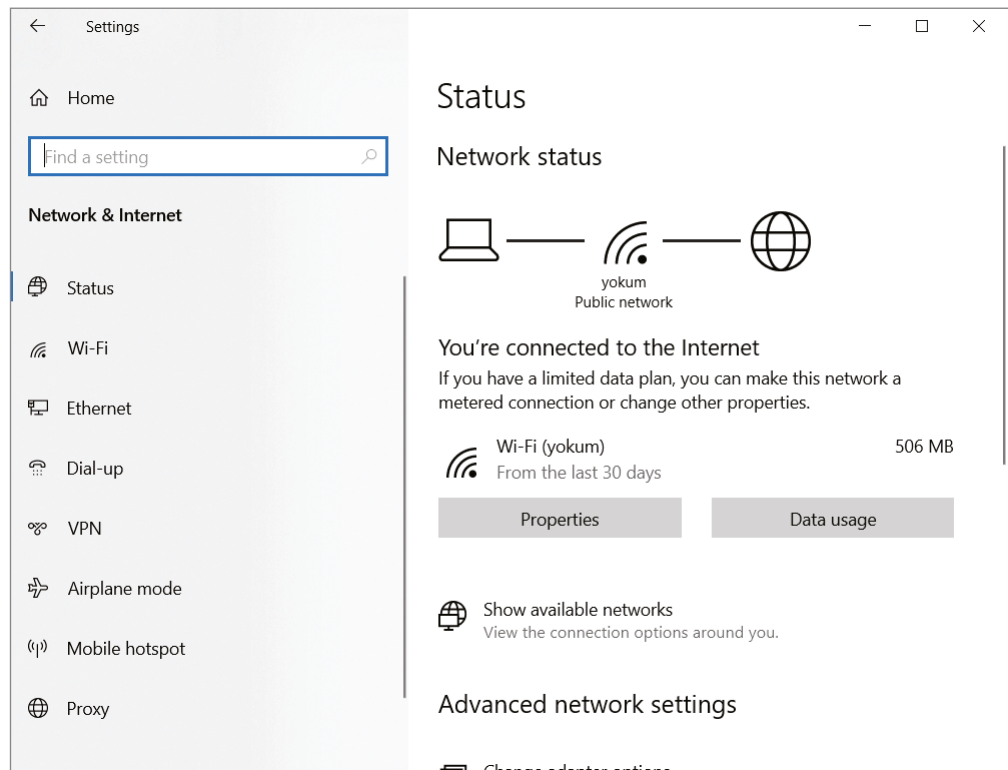 Settings
Home
Find a setting
Network & Internet
Status
Wi-Fi
Ethernet
Dial-up
VPN
Airplane mode
Mobile hotspot
Proxy
Status
Network status
yokum
Public network
You're connected to the Internet
If you have a limited data plan, you can make this network a
metered connection or change other properties.
Wi-Fi (yokum) 506 MB
From the last 30 days
Properties Data usage
Show available networks
View the connection options around you.
Advanced network settings
Change adapter options